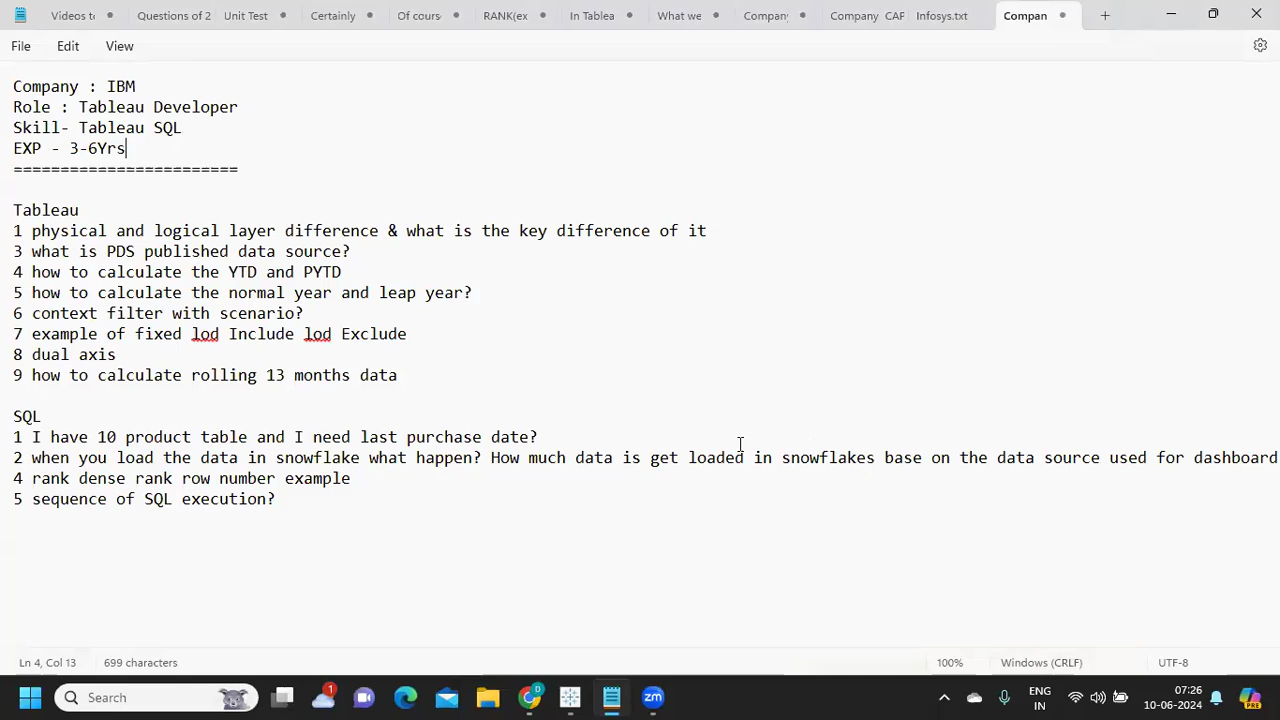 Videos t
Questions of 2
Unit Test
Certainly
Of cours
RANK(ex
In Tablea
What we
Company
Company CAF
Infosys.txt
Compan
File
Edit
View
Company : IBM
Role : Tableau Developer
Skill- Tableau SQL
EXP - 3-6Yrs
========================
Tableau
1 physical and logical layer difference & what is the key difference of it
3 what is PDS published data source?
4 how to calculate the YTD and PYTD
5 how to calculate the normal year and leap year?
6 context filter with scenario?
7 example of fixed lod Include lod Exclude
8 dual axis
9 how to calculate rolling 13 months data
SQL
1 I have 10 product table and I need last purchase date?
2 when you load the data in snowflake what happen? How much data is get loaded in snowflakes base on the data source used for dashboard
4 rank dense rank row number example
5 sequence of SQL execution?
Ln 4, Col 13
699 characters
100%
Windows (CRLF)
UTF-8
Search
1
D
zm
ENG
IN
07:26
10-06-2024
PRE